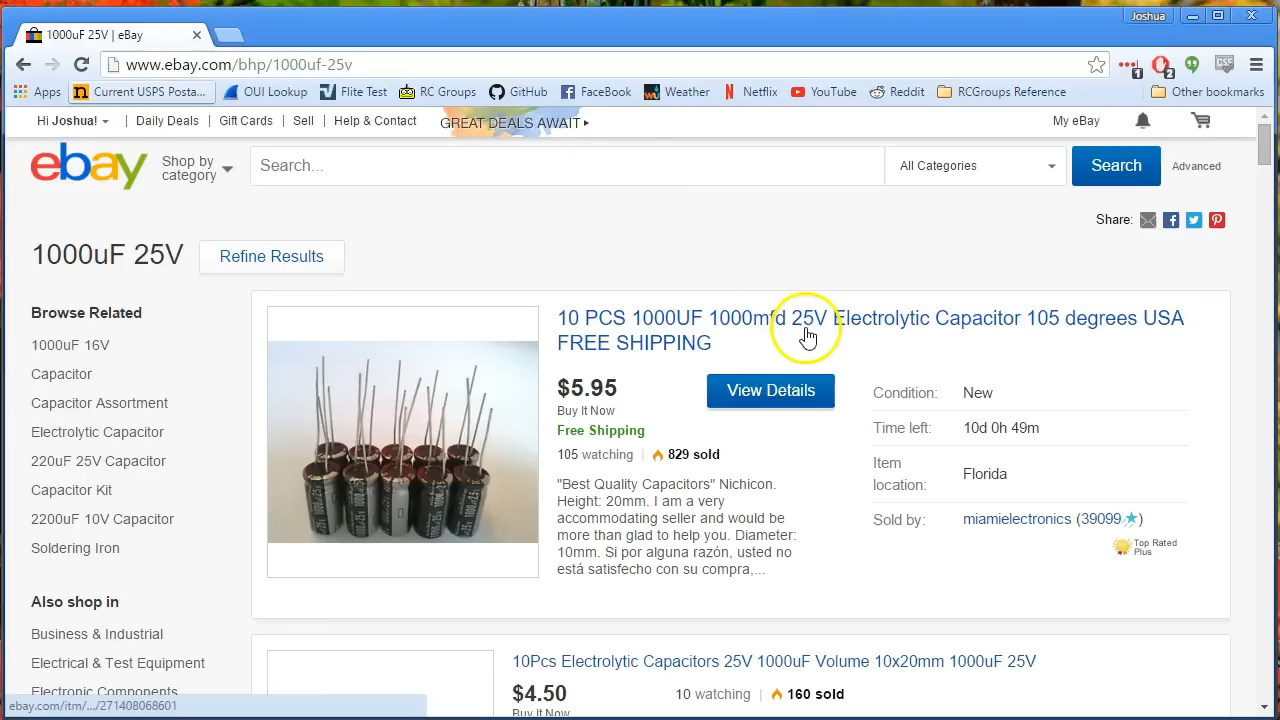 Joshua
1000uF 25V | eBay
www.ebay.com/bhp/1000uf-25v
1
2
CSS
Apps
Current USPS Posta...
OUI Lookup
Flite Test
RC Groups
GitHub
FaceBook
Weather
Netflix
YouTube
Reddit
RCGroups Reference
Other bookmarks
Hi Joshua!
Daily Deals
Gift Cards
Sell
Help & Contact
GREAT DEALS AWAIT
My eBay
ebay
Shop by
category
Search...
All Categories
Search
Advanced
Share:
1000uF 25V
Refine Results
Browse Related
1000uF 16V
Capacitor
Capacitor Assortment
Electrolytic Capacitor
220uF 25V Capacitor
Capacitor Kit
2200uF 10V Capacitor
Soldering Iron
Also shop in
Business & Industrial
Electrical & Test Equipment
Electronic Components
10 PCS 1000UF 1000mfd 25V Electrolytic Capacitor 105 degrees USA
FREE SHIPPING
$5.95
Buy It Now
Free Shipping
105 watching
829 sold
View Details
"Best Quality Capacitors" Nichicon.
Height: 20mm. I am a very
accommodating seller and would be
more than glad to help you. Diameter:
10mm. Si por alguna razón, usted no
está satisfecho con su compra,...
Condition: New
Time left: 10d 0h 49m
Item
location: Florida
Sold by: miamielectronics (39099)
Top Rated
Plus
10Pcs Electrolytic Capacitors 25V 1000uF Volume 10x20mm 1000uF 25V
$4.50
Buy It Now
10 watching
160 sold
ebay.com/itm/.../271408068601